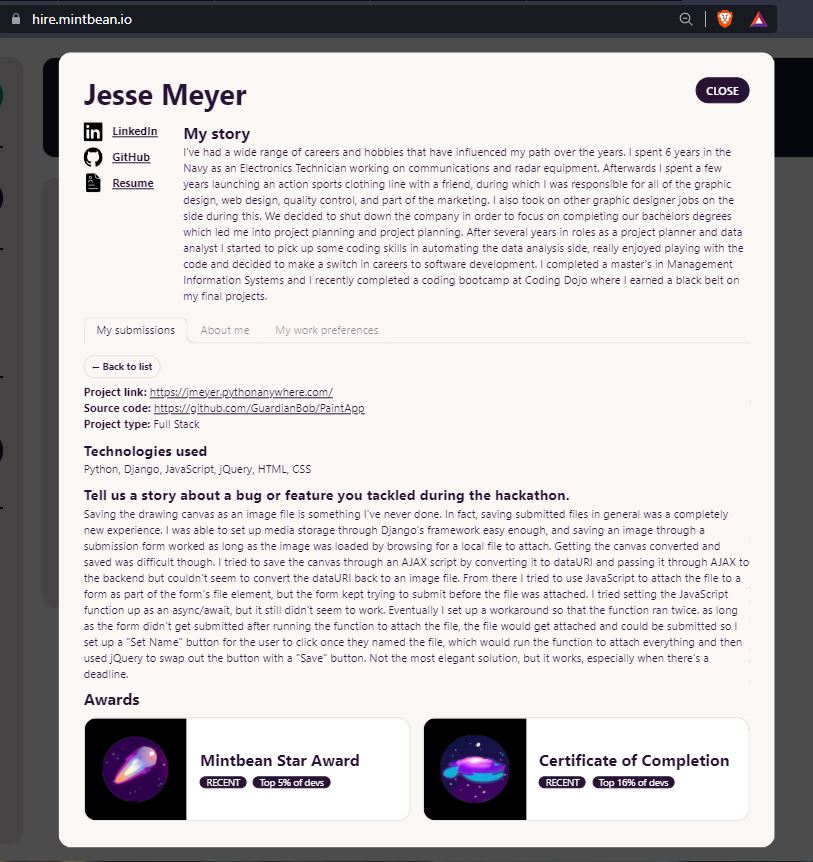 hire.mintbean.io
Jesse Meyer
CLOSE
LinkedIn
GitHub
Resume
My story
I've had a wide range of careers and hobbies that have influenced my path over the years. I spent 6 years in the
Navy as an Electronics Technician working on communications and radar equipment. Afterwards I spent a few
years launching an action sports clothing line with a friend, during which I was responsible for all of the graphic
design, web design, quality control, and part of the marketing. I also took on other graphic designer jobs on the
side during this. We decided to shut down the company in order to focus on completing our bachelors degrees
which led me into project planning and project planning. After several years in roles as a project planner and data
analyst I started to pick up some coding skills in automating the data analysis side, really enjoyed playing with the
code and decided to make a switch in careers to software development. I completed a master's in Management
Information Systems and I recently completed a coding bootcamp at Coding Dojo where I earned a black belt on
my final projects.
My submissions
About me
My work preferences
← Back to list
Project link: https://jmeyer.pythonanywhere.com/
Source code: https://github.com/GuardianBob/PaintApp
Project type: Full Stack
Technologies used
Python, Django, JavaScript, jQuery, HTML, CSS
Tell us a story about a bug or feature you tackled during the hackathon.
Saving the drawing canvas as an image file is something I've never done. In fact, saving submitted files in general was a completely
new experience. I was able to set up media storage through Django's framework easy enough, and saving an image through a
submission form worked as long as the image was loaded by browsing for a local file to attach. Getting the canvas converted and
saved was difficult though. I tried to save the canvas through an AJAX script by converting it to dataURI and passing it through AJAX to
the backend but couldn't seem to convert the dataURI back to an image file. From there I tried to use JavaScript to attach the file to a
form as part of the form's file element, but the form kept trying to submit before the file was attached. I tried setting the JavaScript
function up as an async/await, but it still didn't seem to work. Eventually I set up a workaround so that the function ran twice. as long
as the form didn't get submitted after running the function to attach the file, the file would get attached and could be submitted so I
set up a "Set Name" button for the user to click once they named the file, which would run the function to attach everything and then
used jQuery to swap out the button with a "Save" button. Not the most elegant solution, but it works, especially when there's a
deadline.
Awards
Mintbean Star Award
RECENT
Top 5% of devs
Certificate of Completion
RECENT
Top 16% of devs